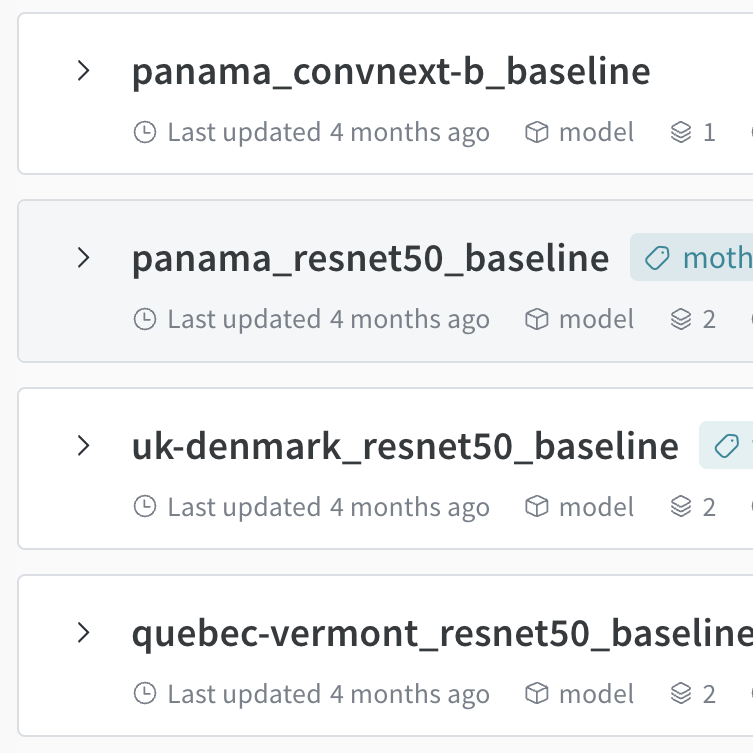 panama_convnext-b_baseline
Last updated 4 months ago model 1
panama_resnet50_baseline
Last updated 4 months ago model 2
uk-denmark_resnet50_baseline
Last updated 4 months ago model 2
quebec-vermont_resnet50_baseline
Last updated 4 months ago model 2